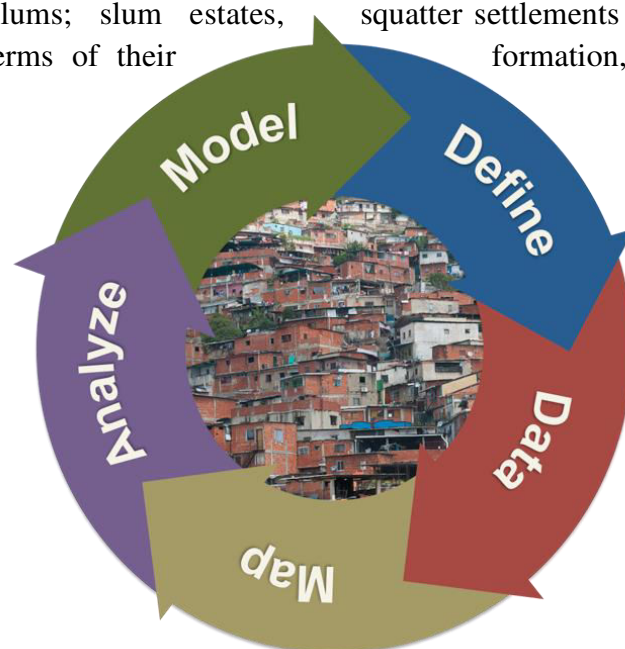 lums; slum estates, squatter settlements
erms of their formation,
Model
Define
Data
Map
Analyze